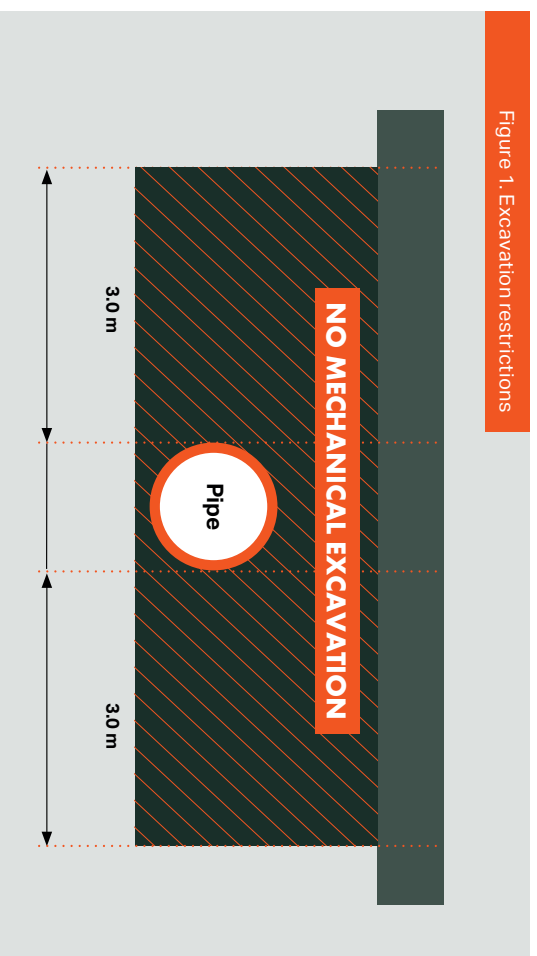 Figure 1. Excavation restrictions
NO MECHANICAL EXCAVATION
Pipe
3.0 m
3.0 m